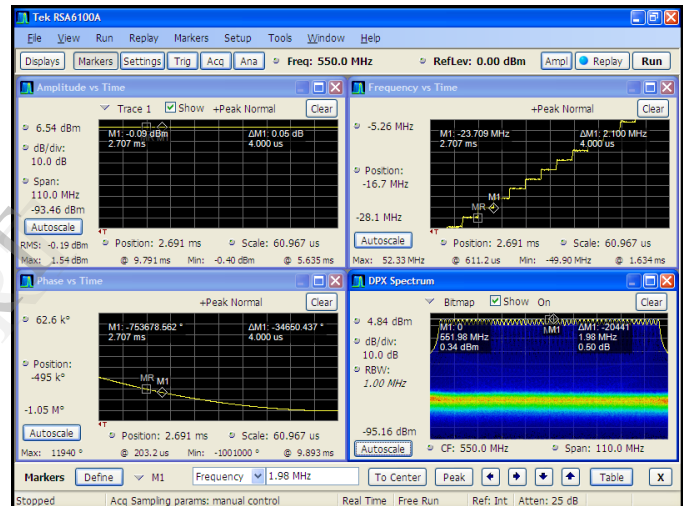 Tek RSA6100A
File View Run Replay Markers Setup Tools Window Help
Displays Markers Settings Trig Acq Ana Freq: 550.0 MHz RefLev: 0.00 dBm Ampl Replay Run
Amplitude vs Time
Trace 1 Show +Peak Normal Clear
6.54 dBm
dB/div:
10.0 dB
Span:
110.0 MHz
-93.46 dBm
Autoscale
M1: -0.09 dBm
2.707 ms
ΔM1: 0.05 dB
4.000 us
T
Position: 2.691 ms Scale: 60.967 us
RMS: -0.19 dBm
Max: 1.54 dBm @ 9.791 ms Min: -0.40 dBm @ 5.635 ms
Frequency vs Time
+Peak Normal Clear
-5.26 MHz
Position:
-16.7 MHz
-28.1 MHz
Autoscale
M1: -23.709 MHz
2.707 ms
ΔM1: 2.100 MHz
4.000 us
M1
MR
T
Position: 2.691 ms Scale: 60.967 us
Max: 52.33 MHz @ 611.2 us Min: -49.90 MHz @ 1.634 ms
Phase vs Time
+Peak Normal Clear
62.6 k°
Position:
-495 k°
-1.05 M°
Autoscale
M1: -753678.562 °
2.707 ms
ΔM1: -34650.437 °
4.000 us
MR M1
T
Position: 2.691 ms Scale: 60.967 us
Max: 11940 ° @ 203.2 us Min: -1001000 ° @ 9.893 ms
DPX Spectrum
Bitmap Show On Clear
4.84 dBm
dB/div:
10.0 dB
RBW:
1.00 MHz
-95.16 dBm
Autoscale
M1: 0
551.98 MHz
0.34 dBm
M1
ΔM1: -20441
1.98 MHz
0.50 dB
CF: 550.0 MHz Span: 110.0 MHz
Markers Define M1 Frequency 1.98 MHz To Center Peak Table X
Stopped Acq Sampling params: manual control Real Time Free Run Ref: Int Atten: 25 dB